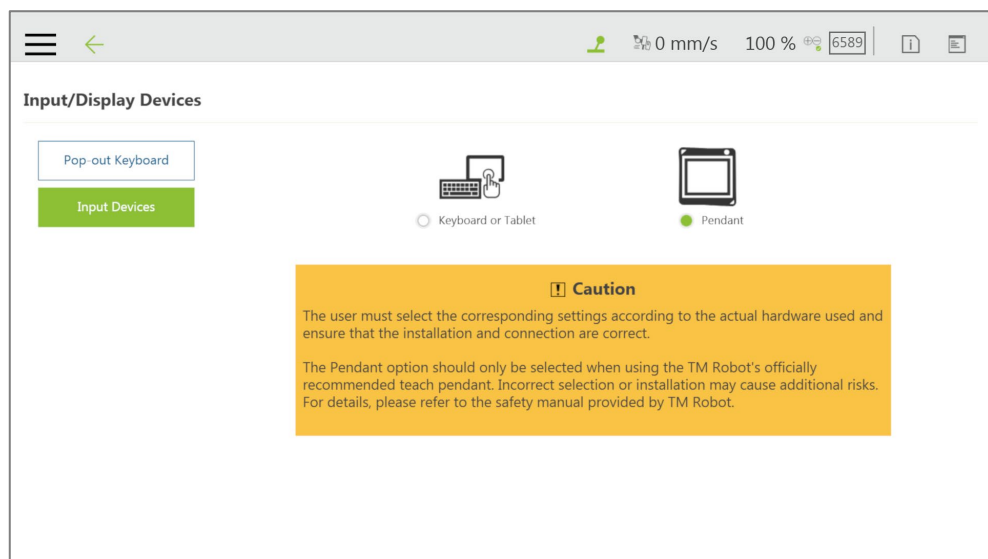 0 mm/s 100 % 6589
Input/Display Devices
Pop-out Keyboard
Input Devices
Keyboard or Tablet
Pendant
Caution
The user must select the corresponding settings according to the actual hardware used and
ensure that the installation and connection are correct.
The Pendant option should only be selected when using the TM Robot's officially
recommended teach pendant. Incorrect selection or installation may cause additional risks.
For details, please refer to the safety manual provided by TM Robot.